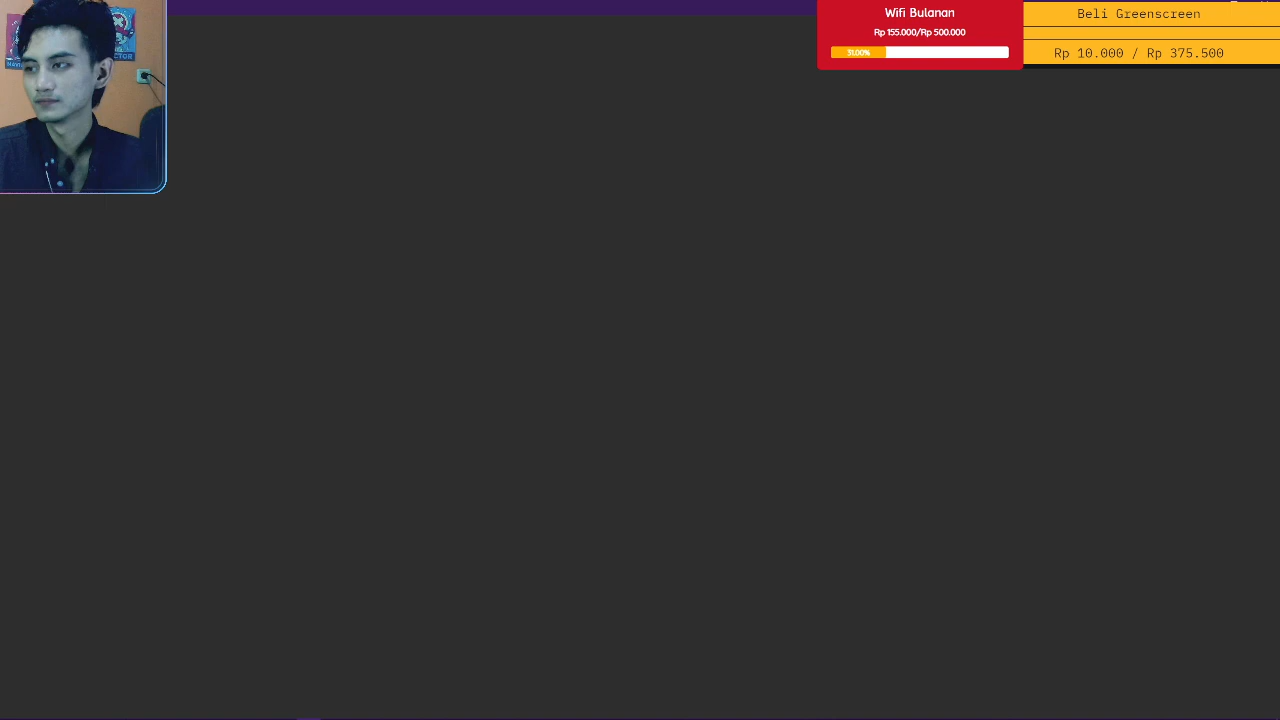 Wifi Bulanan
Rp 155.000/Rp 500.000
31.00%
Beli Greenscreen
Rp 10.000 / Rp 375.500